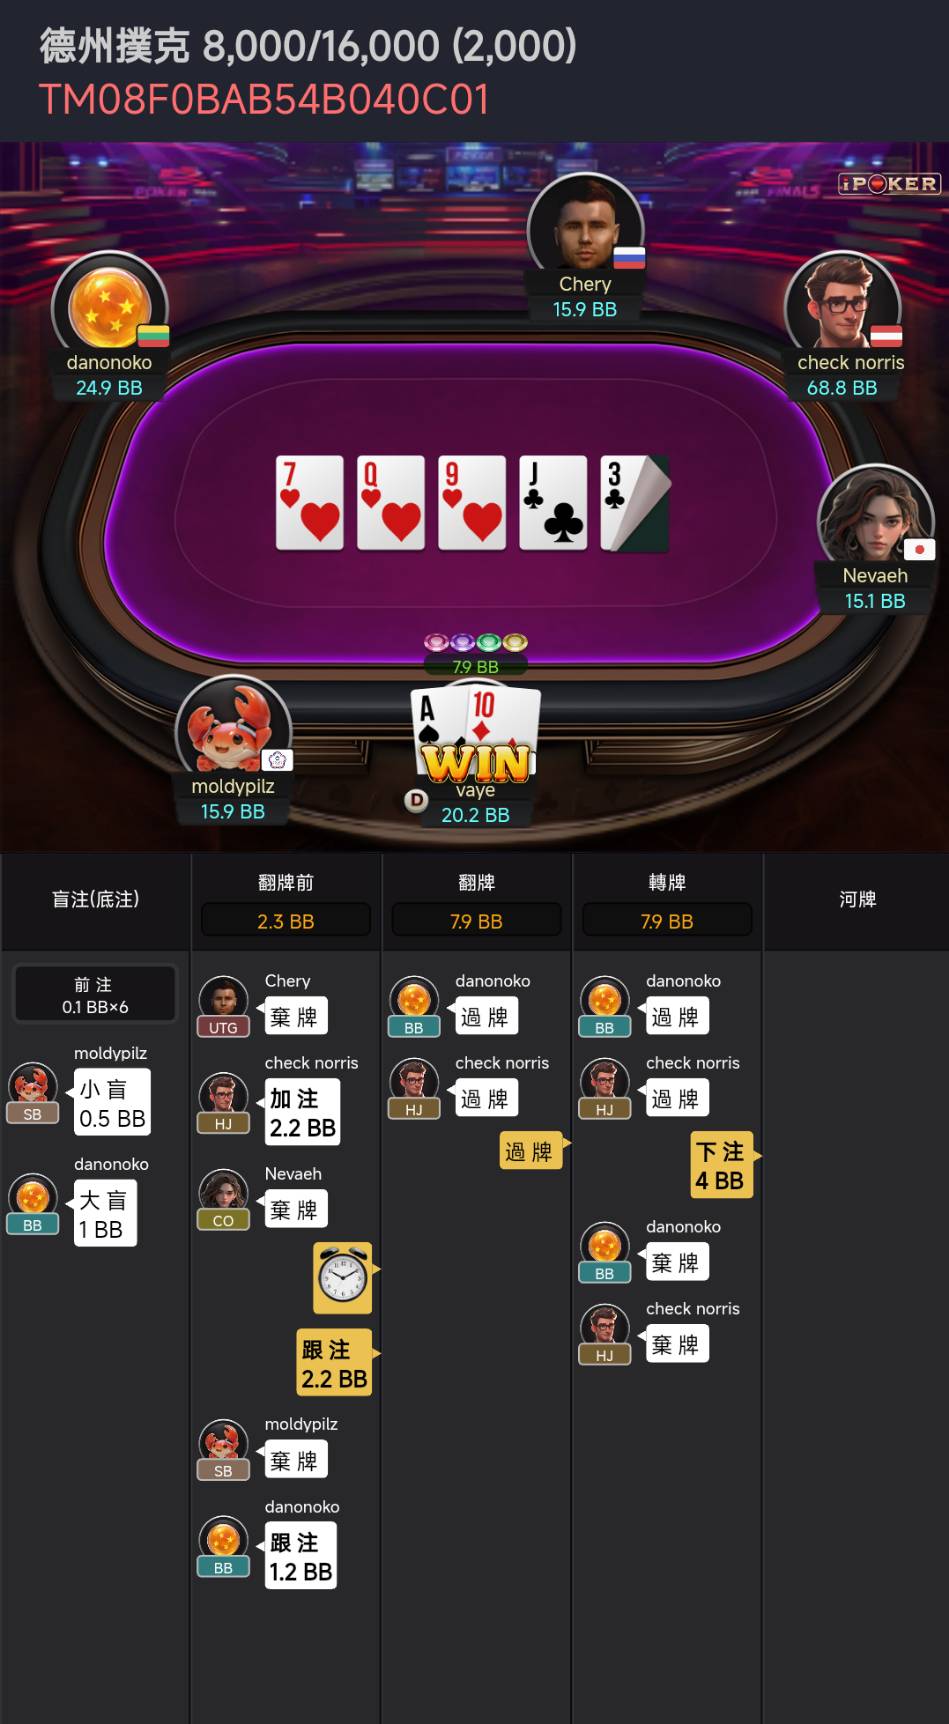 德州撲克 8,000/16,000 (2,000)
TM08F0BAB54B040C01
POKER
POKER
FINALS
iPOKER
Chery
15.9 BB
danonoko
24.9 BB
check norris
68.8 BB
7
Q
9
J
3
Nevaeh
15.1 BB
7.9 BB
A
10
WIN
moldypilz
15.9 BB
D
vaye
20.2 BB
盲注(底注)
翻牌前
2.3 BB
翻牌
7.9 BB
轉牌
7.9 BB
河牌
前 注
0.1 BB×6
moldypilz
小 盲
0.5 BB
SB
danonoko
大 盲
1 BB
BB
Chery
棄 牌
UTG
check norris
加 注
2.2 BB
HJ
Nevaeh
棄 牌
CO
跟 注
2.2 BB
moldypilz
棄 牌
SB
danonoko
跟 注
1.2 BB
BB
danonoko
過 牌
BB
check norris
過 牌
HJ
過 牌
danonoko
過 牌
BB
check norris
過 牌
HJ
下 注
4 BB
danonoko
棄 牌
BB
check norris
棄 牌
HJ